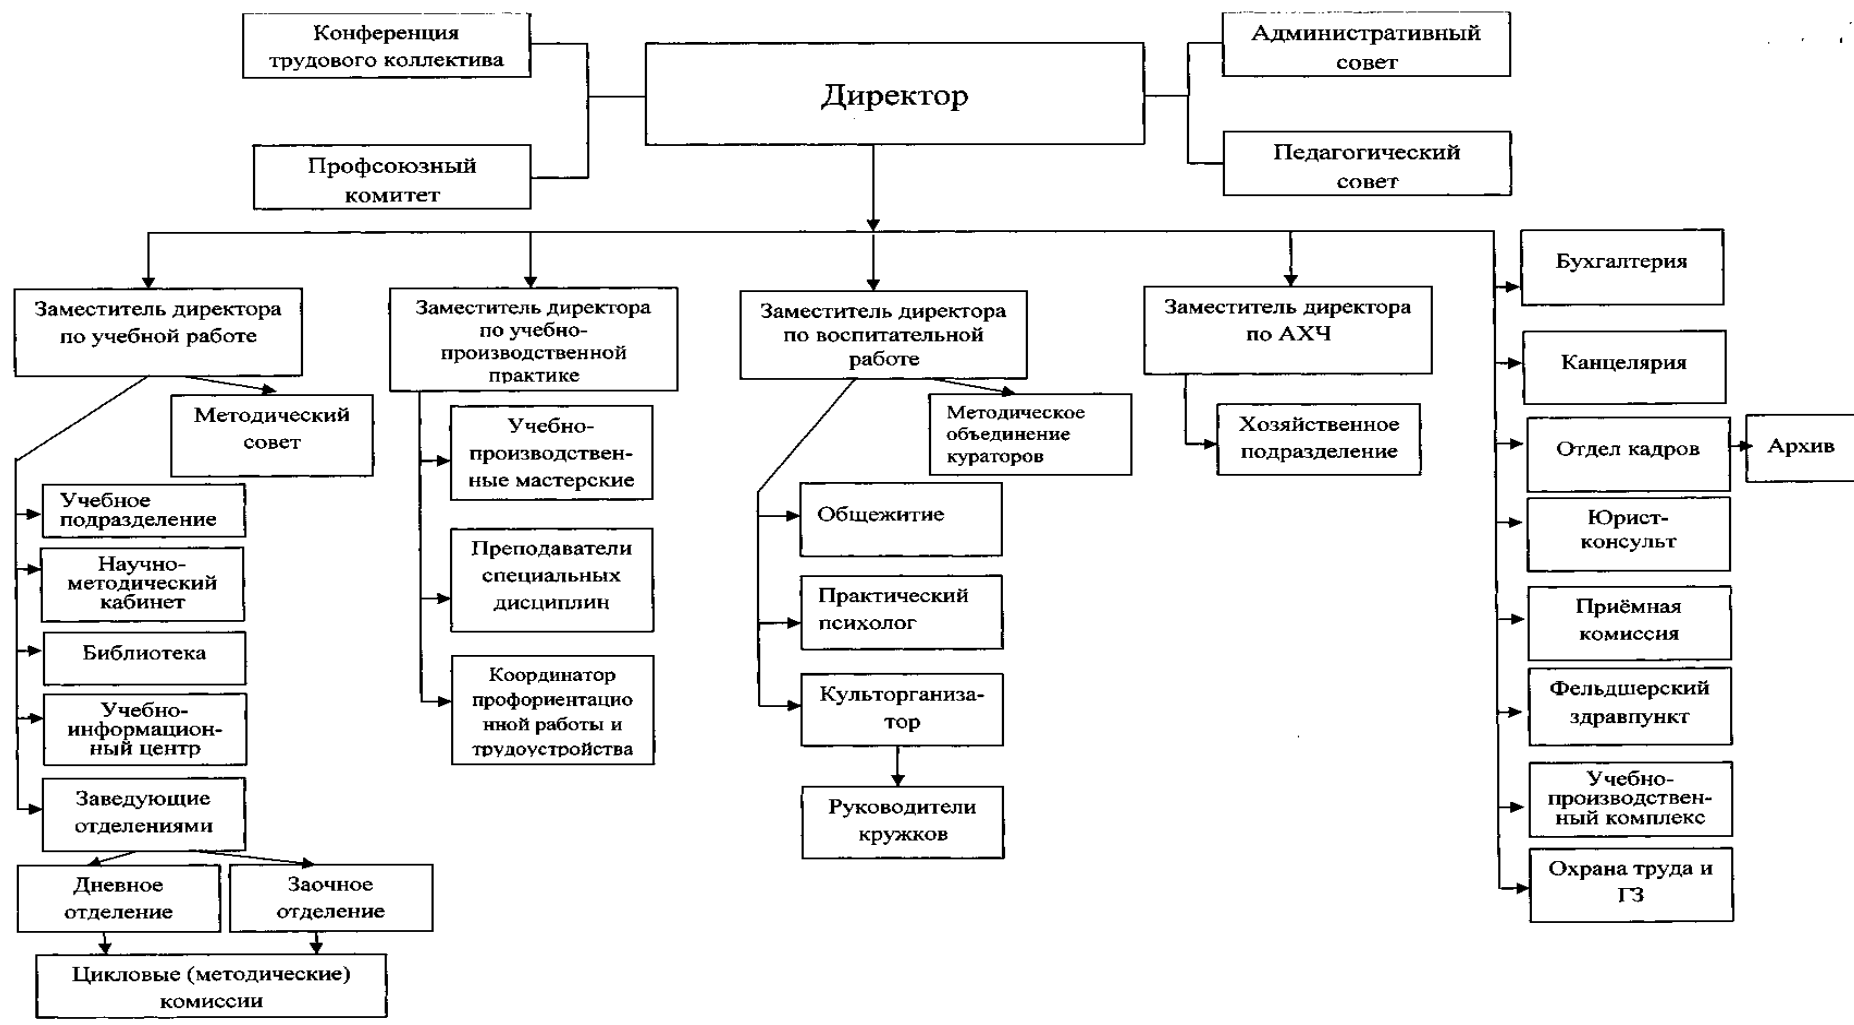 Конференция
трудового коллектива
Административный
совет
Директор
Профсоюзный
комитет
Педагогический
совет
Заместитель директора
по учебной работе
Заместитель директора
по учебно-
производственной
практике
Заместитель директора
по воспитательной
работе
Заместитель директора
по АХЧ
Бухгалтерия
Канцелярия
Отдел кадров
Архив
Юрист-
консульт
Приёмная
комиссия
Фельдшерский
здравпункт
Учебно-
производствен-
ный комплекс
Охрана труда и
ГЗ
Методический
совет
Учебное
подразделение
Научно-
методический
кабинет
Библиотека
Учебно-
информацион-
ный центр
Заведующие
отделениями
Дневное
отделение
Заочное
отделение
Цикловые (методические)
комиссии
Учебно-
производствен-
ные мастерские
Преподаватели
специальных
дисциплин
Координатор
профориентацио
нной работы и
трудоустройства
Методическое
объединение
кураторов
Общежитие
Практический
психолог
Культорганиза-
тор
Руководители
кружков
Хозяйственное
подразделение